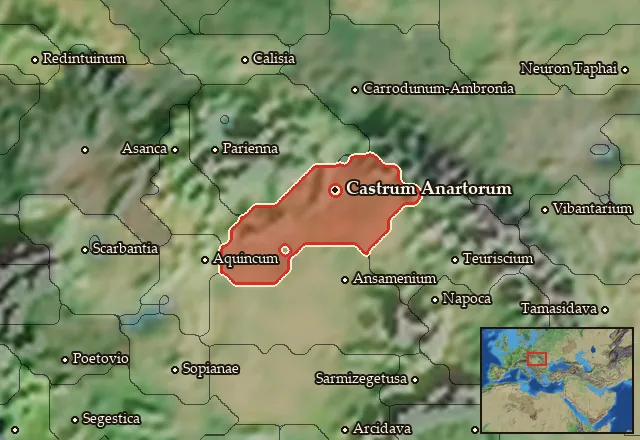 Redintuinum
Calisia
Neuron Taphai
Carrodunum-Ambronia
Asanca
Parienna
Castrum Anartorum
Vibantarium
Scarbantia
Aquincum
Teuriscium
Ansamenium
Napoca
Tamasidava
Poetovio
Sopianae
Sarmizegetusa
Segestica
Arcidava